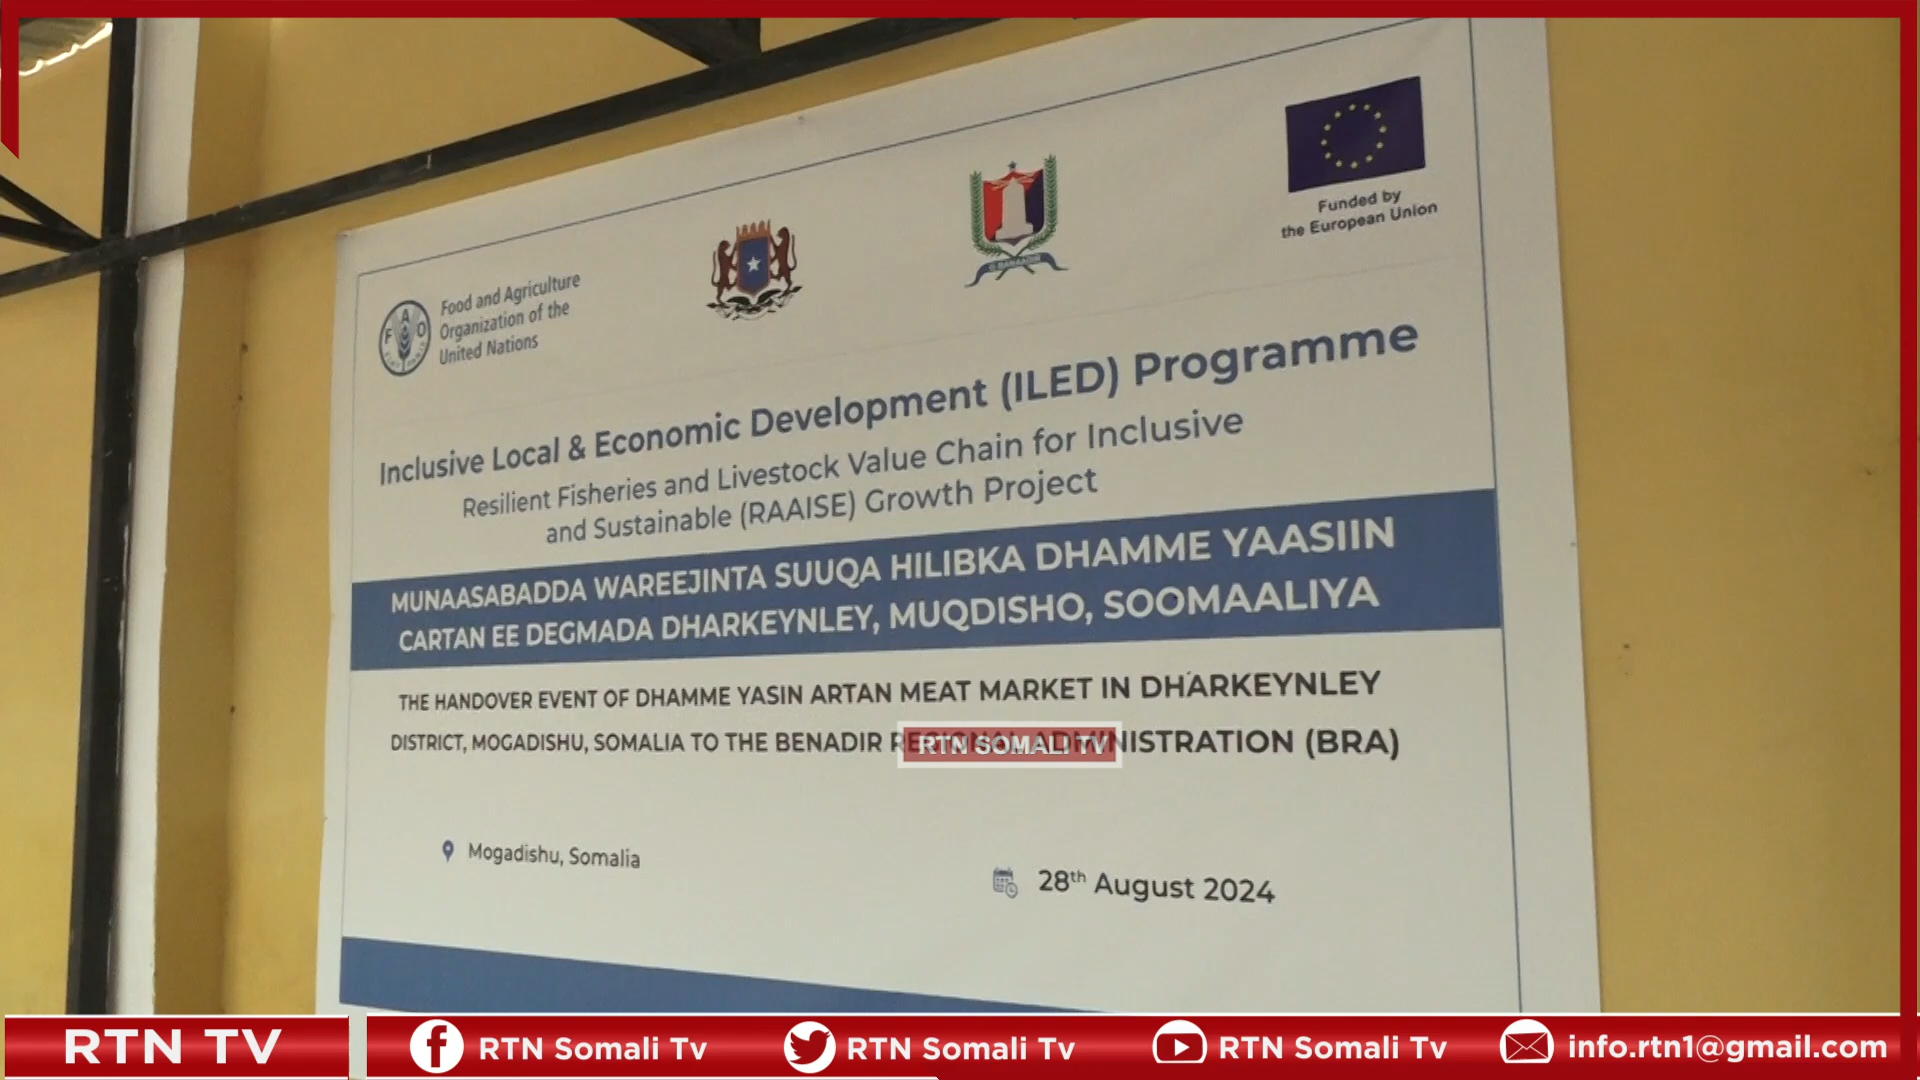 Food and Agriculture
Organization of the
United Nations
FAO
Funded by
the European Union
Inclusive Local & Economic Development (ILED) Programme
Resilient Fisheries and Livestock Value Chain for Inclusive
and Sustainable (RAAISE) Growth Project
MUNAASABADDA WAREEJINTA SUUQA HILIBKA DHAMME YAASIIN
CARTAN EE DEGMADA DHARKEYNLEY, MUQDISHO, SOOMAALIYA
THE HANDOVER EVENT OF DHAMME YASIN ARTAN MEAT MARKET IN DHARKEYNLEY
DISTRICT, MOGADISHU, SOMALIA TO THE BENADIR REGIONAL ADMINISTRATION (BRA)
RTN SOMALI TV
Mogadishu, Somalia
28th August 2024
RTN TV
RTN Somali Tv
RTN Somali Tv
RTN Somali Tv
info.rtn1@gmail.com